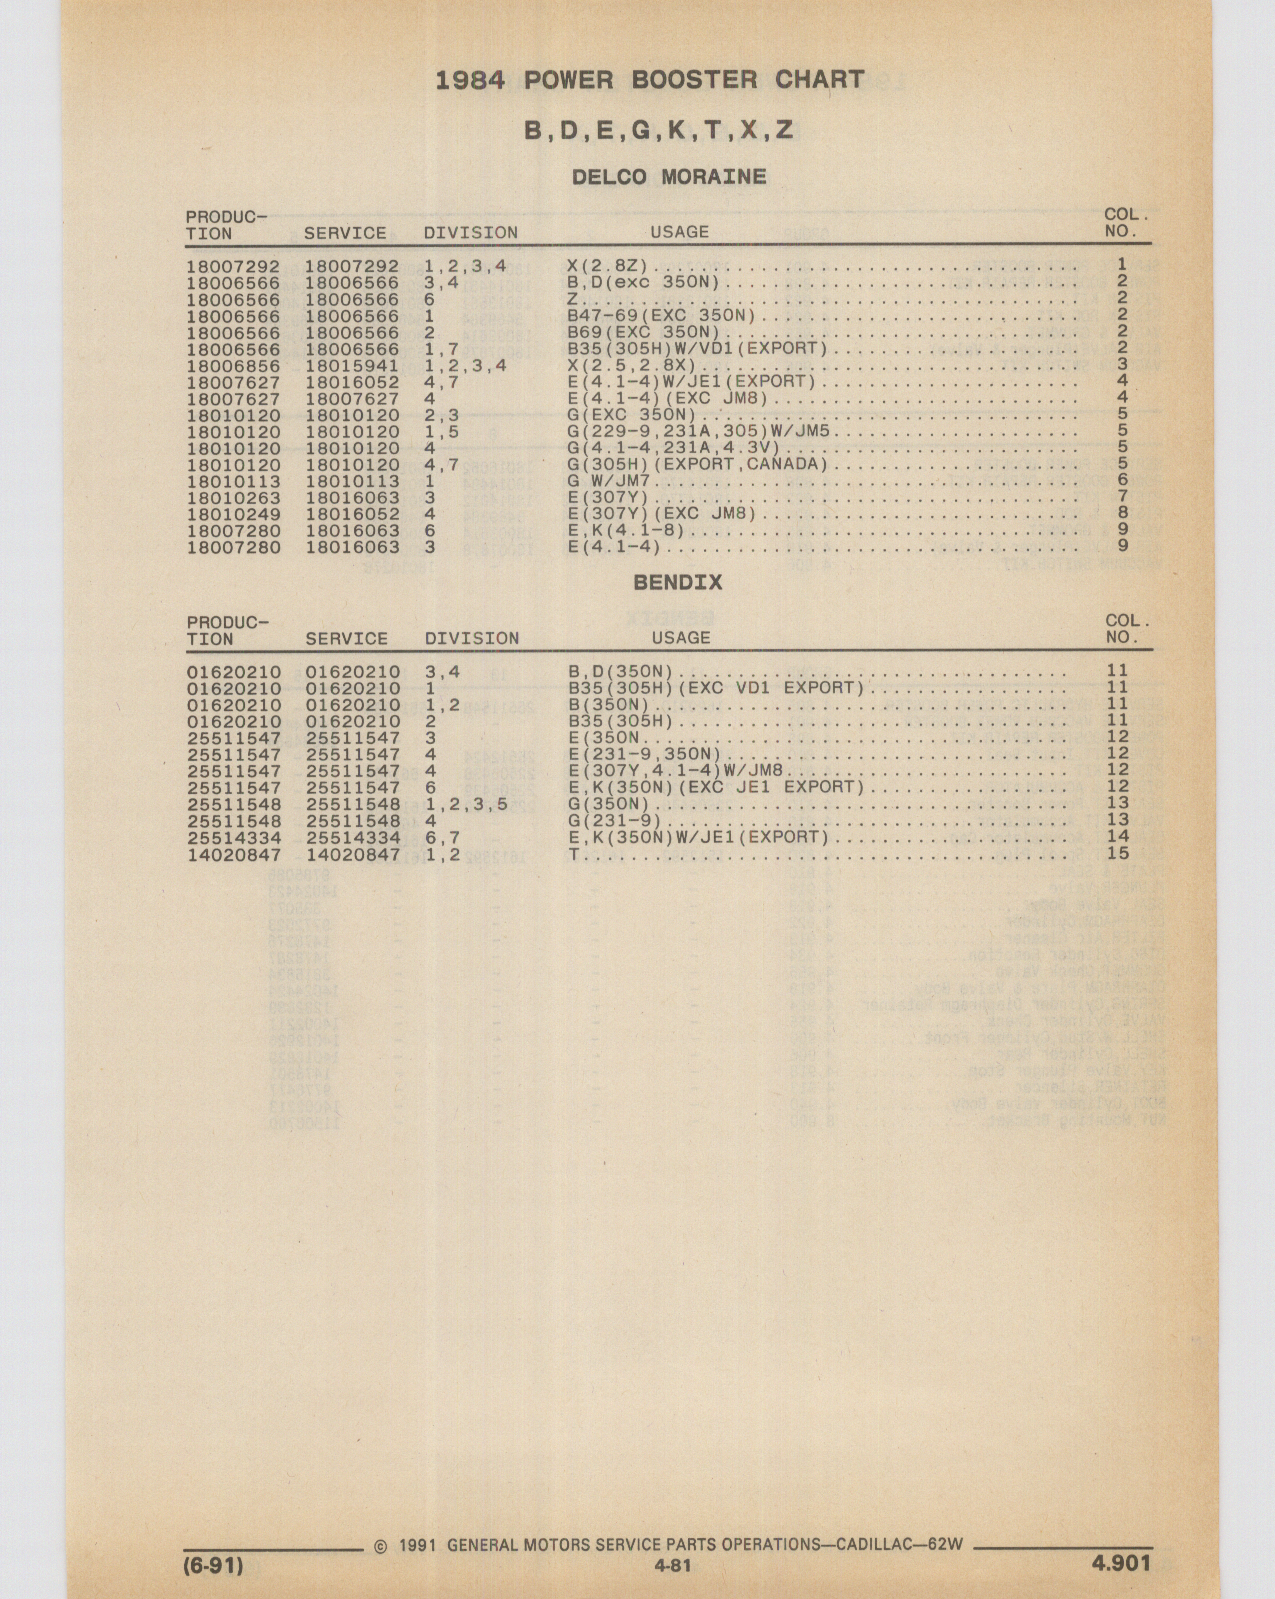 1984 POWER BOOSTER CHART
B,D,E,G,K,T,X,Z
DELCO MORAINE
PRODUC-
TION SERVICE DIVISION USAGE COL. NO.
18007292 18007292 1,2,3,4 X(2.8Z) 1
18006566 18006566 3,4 B,D(exc 350N) 2
18006566 18006566 6 Z 2
18006566 18006566 1 B47-69(EXC 350N) 2
18006566 18006566 2 B69(EXC 350N) 2
18006566 18006566 1,7 B35(305H)W/VD1(EXPORT) 2
18006856 18015941 1,2,3,4 X(2.5,2.8X) 3
18007627 18016052 4,7 E(4.1-4)W/JE1(EXPORT) 4
18007627 18007627 4 E(4.1-4)(EXC JM8) 4
18010120 18010120 2,3 G(EXC 350N) 5
18010120 18010120 1,5 G(229-9,231A,305)W/JM5 5
18010120 18010120 4 G(4.1-4,231A,4.3V) 5
18010120 18010120 4,7 G(305H)(EXPORT,CANADA) 5
18010113 18010113 1 G W/JM7 6
18010263 18016063 3 E(307Y) 7
18010249 18016052 4 E(307Y)(EXC JM8) 8
18007280 18016063 6 E,K(4.1-8) 9
18007280 18016063 3 E(4.1-4) 9
BENDIX
PRODUC-
TION SERVICE DIVISION USAGE COL. NO.
01620210 01620210 3,4 B,D(350N) 11
01620210 01620210 1 B35(305H)(EXC VD1 EXPORT) 11
01620210 01620210 1,2 B(350N) 11
01620210 01620210 2 B35(305H) 11
25511547 25511547 3 E(350N 12
25511547 25511547 4 E(231-9,350N) 12
25511547 25511547 4 E(307Y,4.1-4)W/JM8 12
25511547 25511547 6 E,K(350N)(EXC JE1 EXPORT) 12
25511548 25511548 1,2,3,5 G(350N) 13
25511548 25511548 4 G(231-9) 13
25514334 25514334 6,7 E,K(350N)W/JE1(EXPORT) 14
14020847 14020847 1,2 T 15
© 1991 GENERAL MOTORS SERVICE PARTS OPERATIONS—CADILLAC—62W
(6-91) 4-81 4.901